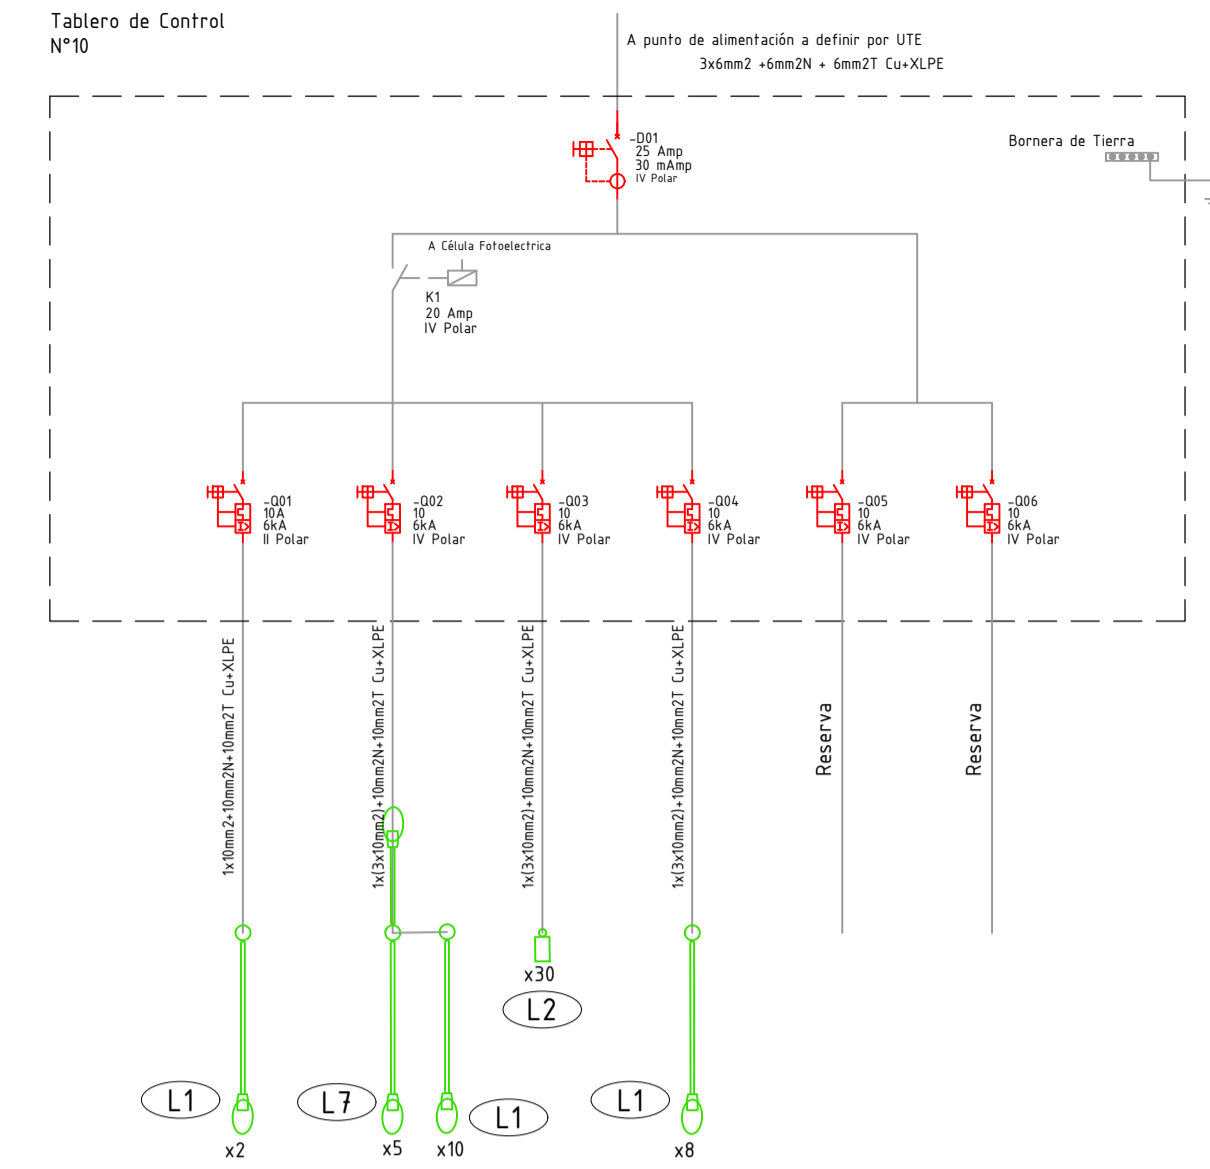 Tablero de Control
N°10
A punto de alimentación a definir por UTE
3x6mm2 +6mm2N + 6mm2T Cu+XLPE
Bornera de Tierra
-D01
25 Amp
30 mAmp
IV Polar
A Célula Fotoelectrica
K1
20 Amp
IV Polar
-Q01
10A
6kA
II Polar
-Q02
10
6kA
IV Polar
-Q03
10
6kA
IV Polar
-Q04
10
6kA
IV Polar
-Q05
10
6kA
IV Polar
-Q06
10
6kA
IV Polar
1x10mm2+10mm2N+10mm2T Cu+XLPE
1x(3x10mm2)+10mm2N+10mm2T Cu+XLPE
1x(3x10mm2)+10mm2N+10mm2T Cu+XLPE
1x(3x10mm2)+10mm2N+10mm2T Cu+XLPE
Reserva
Reserva
x30
L2
L1
x2
L7
x5
x10
L1
L1
x8